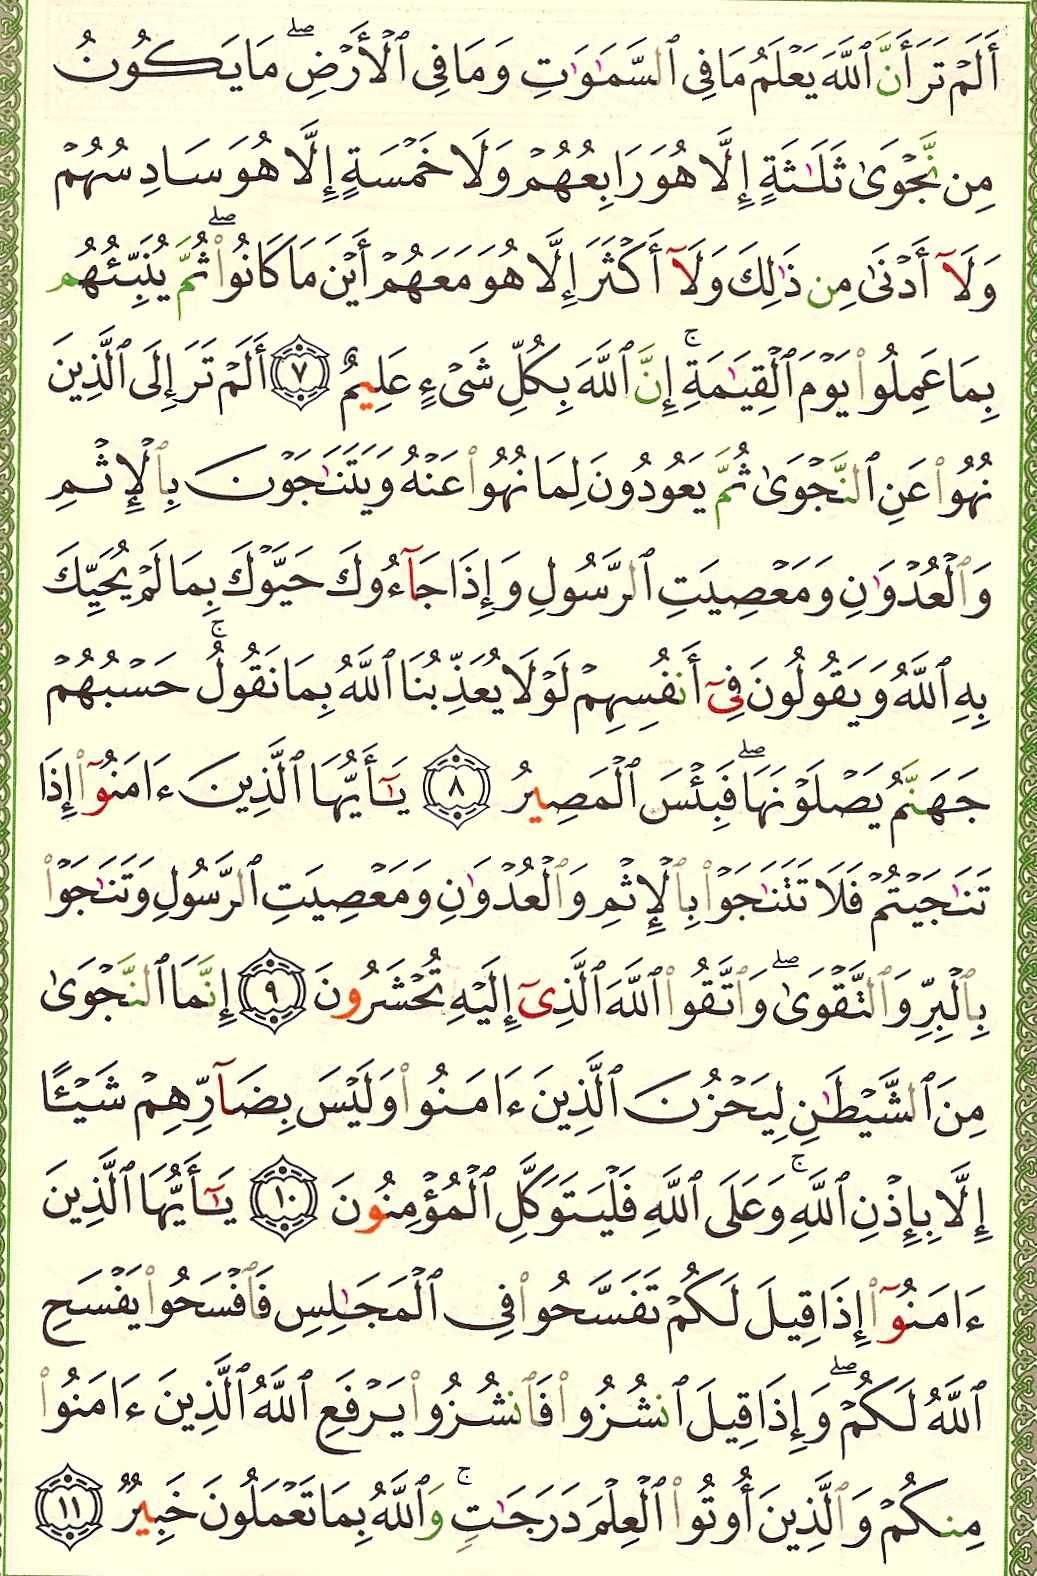 أَلَمْ تَرَ أَنَّ ٱللَّهَ يَعْلَمُ مَا فِى ٱلسَّمَـٰوَٰتِ وَمَا فِى ٱلْأَرْضِ ۖ مَا يَكُونُ
مِن نَّجْوَىٰ ثَلَـٰثَةٍ إِلَّا هُوَ رَابِعُهُمْ وَلَا خَمْسَةٍ إِلَّا هُوَ سَادِسُهُمْ
وَلَآ أَدْنَىٰ مِن ذَٰلِكَ وَلَآ أَكْثَرَ إِلَّا هُوَ مَعَهُمْ أَيْنَ مَا كَانُوا۟ ۖ ثُمَّ يُنَبِّئُهُم
بِمَا عَمِلُوا۟ يَوْمَ ٱلْقِيَـٰمَةِ ۚ إِنَّ ٱللَّهَ بِكُلِّ شَىْءٍ عَلِيمٌ ٧ أَلَمْ تَرَ إِلَى ٱلَّذِينَ
نُهُوا۟ عَنِ ٱلنَّجْوَىٰ ثُمَّ يَعُودُونَ لِمَا نُهُوا۟ عَنْهُ وَيَتَنَـٰجَوْنَ بِٱلْإِثْمِ
وَٱلْعُدْوَٰنِ وَمَعْصِيَتِ ٱلرَّسُولِ وَإِذَا جَآءُوكَ حَيَّوْكَ بِمَا لَمْ يُحَيِّكَ
بِهِ ٱللَّهُ وَيَقُولُونَ فِىٓ أَنفُسِهِمْ لَوْلَا يُعَذِّبُنَا ٱللَّهُ بِمَا نَقُولُ ۚ حَسْبُهُمْ
جَهَنَّمُ يَصْلَوْنَهَا ۖ فَبِئْسَ ٱلْمَصِيرُ ٨ يَـٰٓأَيُّهَا ٱلَّذِينَ ءَامَنُوٓا۟ إِذَا
تَنَـٰجَيْتُمْ فَلَا تَتَنَـٰجَوْا۟ بِٱلْإِثْمِ وَٱلْعُدْوَٰنِ وَمَعْصِيَتِ ٱلرَّسُولِ وَتَنَـٰجَوْا۟
بِٱلْبِرِّ وَٱلتَّقْوَىٰ ۖ وَٱتَّقُوا۟ ٱللَّهَ ٱلَّذِىٓ إِلَيْهِ تُحْشَرُونَ ٩ إِنَّمَا ٱلنَّجْوَىٰ
مِنَ ٱلشَّيْطَـٰنِ لِيَحْزُنَ ٱلَّذِينَ ءَامَنُوا۟ وَلَيْسَ بِضَآرِّهِمْ شَيْـًٔا
إِلَّا بِإِذْنِ ٱللَّهِ ۚ وَعَلَى ٱللَّهِ فَلْيَتَوَكَّلِ ٱلْمُؤْمِنُونَ ١٠ يَـٰٓأَيُّهَا ٱلَّذِينَ
ءَامَنُوٓا۟ إِذَا قِيلَ لَكُمْ تَفَسَّحُوا۟ فِى ٱلْمَجَـٰلِسِ فَٱفْسَحُوا۟ يَفْسَحِ
ٱللَّهُ لَكُمْ ۖ وَإِذَا قِيلَ ٱنشُزُوا۟ فَٱنشُزُوا۟ يَرْفَعِ ٱللَّهُ ٱلَّذِينَ ءَامَنُوا۟
مِنكُمْ وَٱلَّذِينَ أُوتُوا۟ ٱلْعِلْمَ دَرَجَـٰتٍ ۚ وَٱللَّهُ بِمَا تَعْمَلُونَ خَبِيرٌ ١١